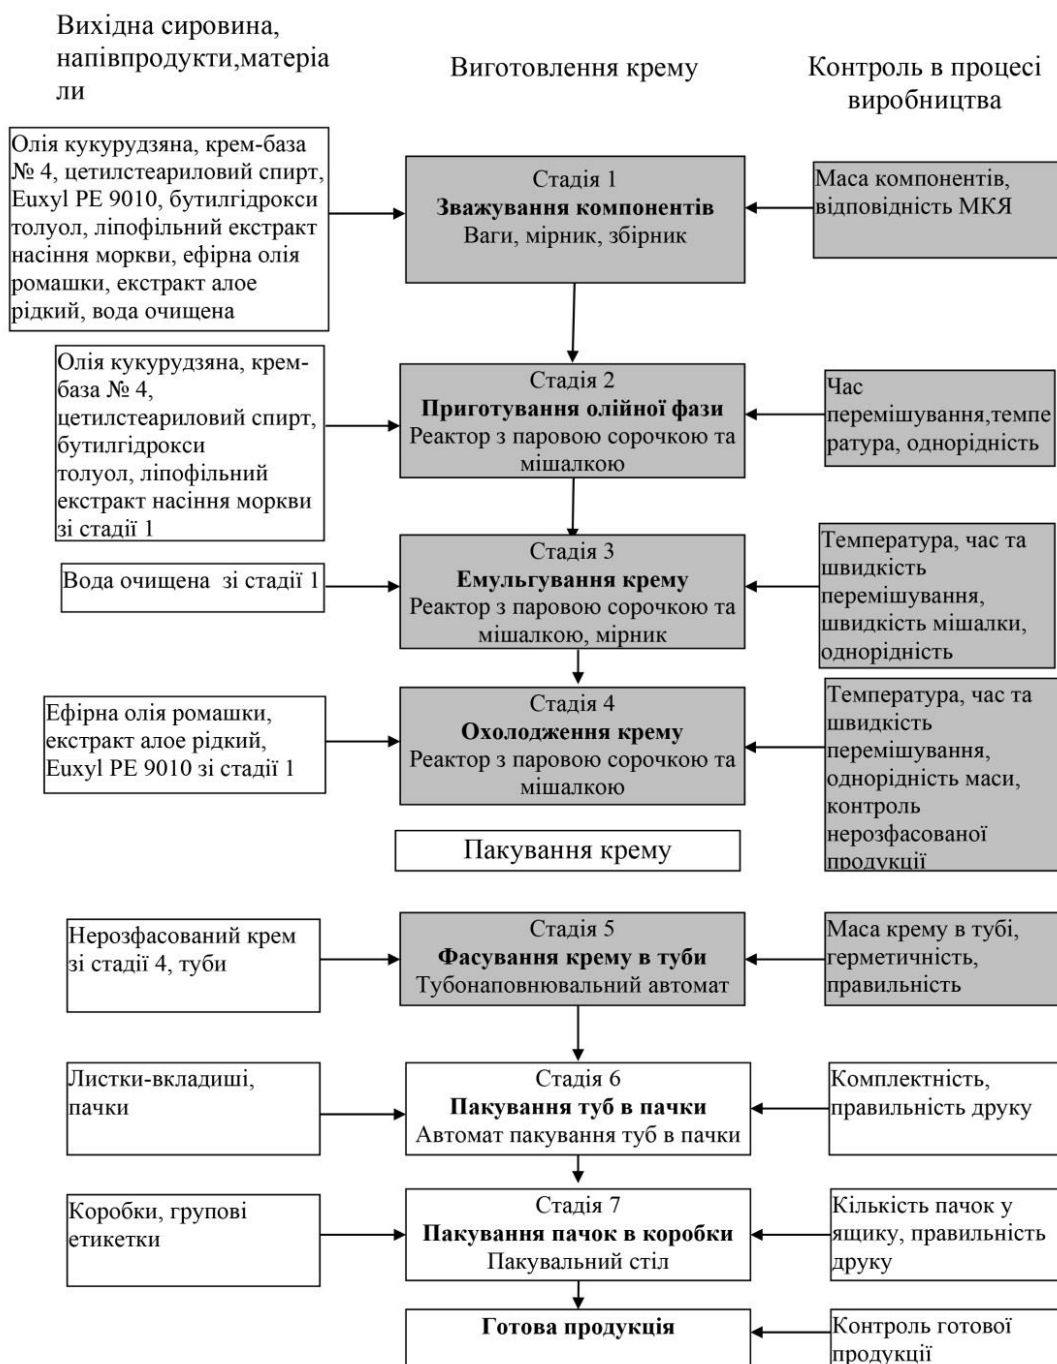 Вихідна сировина,
напівпродукти,матеріа
ли
Виготовлення крему
Контроль в процесі
виробництва
Олія кукурудзяна, крем-база
№ 4, цетилстеариловий спирт,
Euxyl PE 9010, бутилгідрокси
толуол, ліпофільний екстракт
насіння моркви, ефірна олія
ромашки, екстракт алое
рідкий, вода очищена
Стадія 1
Зважування компонентів
Ваги, мірник, збірник
Маса компонентів,
відповідність МКЯ
Олія кукурудзяна, крем-
база № 4,
цетилстеариловий спирт,
бутилгідрокси
толуол, ліпофільний
екстракт насіння моркви
зі стадії 1
Стадія 2
Приготування олійної фази
Реактор з паровою сорочкою та
мішалкою
Час
перемішування,темпе
ратура, однорідність
Вода очищена зі стадії 1
Стадія 3
Емульгування крему
Реактор з паровою сорочкою та
мішалкою, мірник
Температура, час та
швидкість
перемішування,
швидкість мішалки,
однорідність
Ефірна олія ромашки,
екстракт алое рідкий,
Euxyl PE 9010 зі стадії 1
Стадія 4
Охолодження крему
Реактор з паровою сорочкою та
мішалкою
Температура, час та
швидкість
перемішування,
однорідність маси,
контроль
нерозфасованої
продукції
Пакування крему
Нерозфасований крем
зі стадії 4, туби
Стадія 5
Фасування крему в туби
Тубонаповнювальний автомат
Маса крему в тубі,
герметичність,
правильність
Листки-вкладиші,
пачки
Стадія 6
Пакування туб в пачки
Автомат пакування туб в пачки
Комплектність,
правильність друку
Коробки, групові
етикетки
Стадія 7
Пакування пачок в коробки
Пакувальний стіл
Кількість пачок у
ящику, правильність
друку
Готова продукція
Контроль готової
продукції